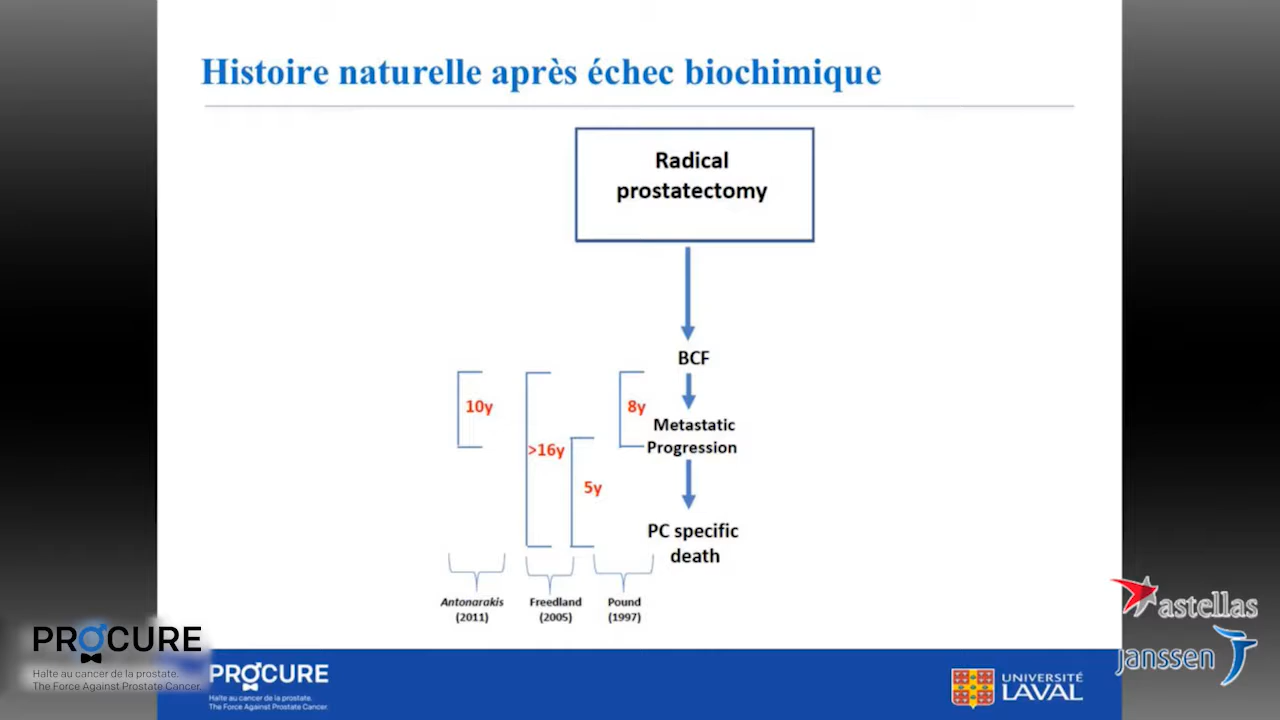 Histoire naturelle après échec biochimique
Radical
prostatectomy
BCF
10y
8y
Metastatic
Progression
>16y
5y
PC specific
death
Antonarakis
(2011)
Freedland
(2005)
Pound
(1997)
astellas
janssen
PROCURE
Halte au cancer de la prostate.
The Force Against Prostate Cancer.
PROCURE
Halte au cancer de la prostate.
The Force Against Prostate Cancer.
UNIVERSITÉ
LAVAL